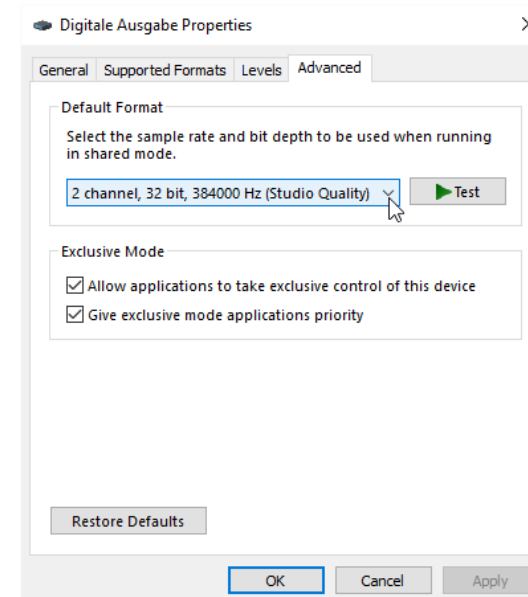 Digitale Ausgabe Properties
General Supported Formats Levels Advanced
Default Format
Select the sample rate and bit depth to be used when running
in shared mode.
2 channel, 32 bit, 384000 Hz (Studio Quality) Test
Exclusive Mode
Allow applications to take exclusive control of this device
Give exclusive mode applications priority
Restore Defaults
OK Cancel Apply